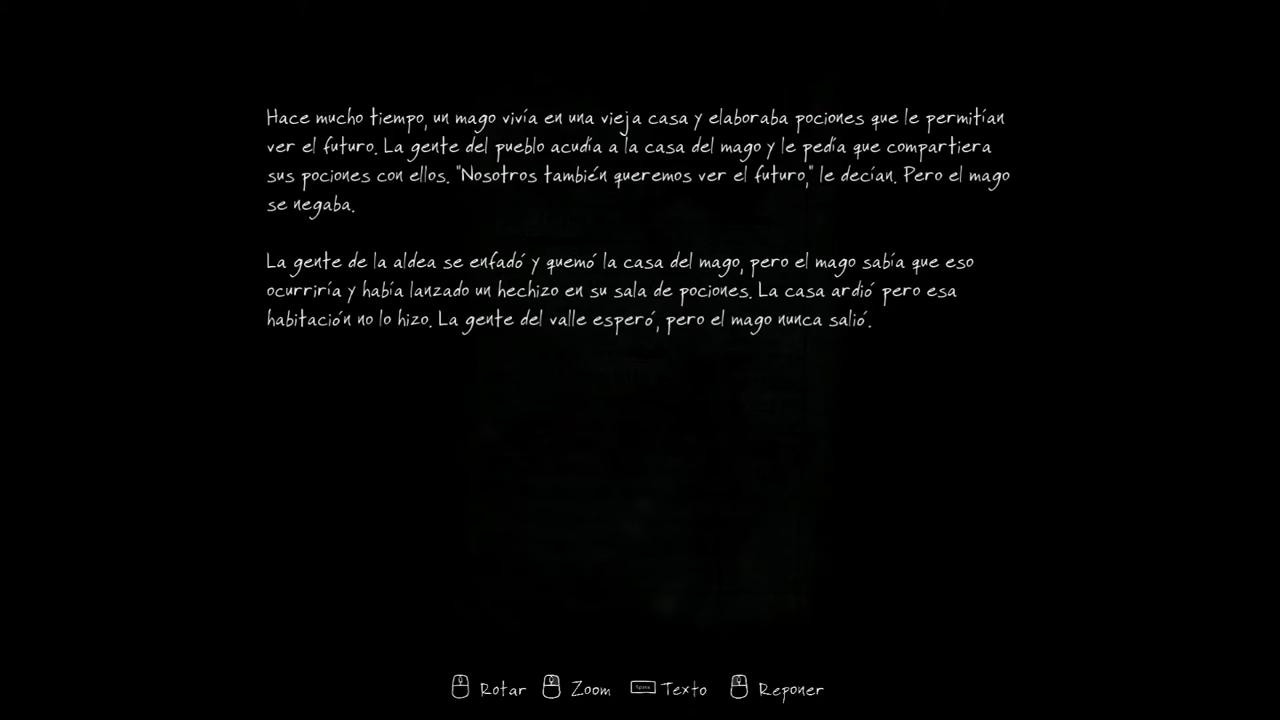 Hace mucho tiempo, un mago vivía en una vieja casa y elaboraba pociones que le permitían
ver el futuro. La gente del pueblo acudía a la casa del mago y le pedía que compartiera
sus pociones con ellos. "Nosotros también queremos ver el futuro," le decían. Pero el mago
se negaba.
La gente de la aldea se enfadó y quemó la casa del mago, pero el mago sabía que eso
ocurriría y había lanzado un hechizo en su sala de pociones. La casa ardió pero esa
habitación no lo hizo. La gente del valle esperó, pero el mago nunca salió.
Rotar Zoom Texto Reponer